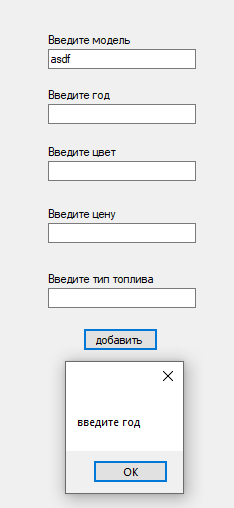 Введите модель
asdf
Введите год
Введите цвет
Введите цену
Введите тип топлива
добавить
введите год
OK